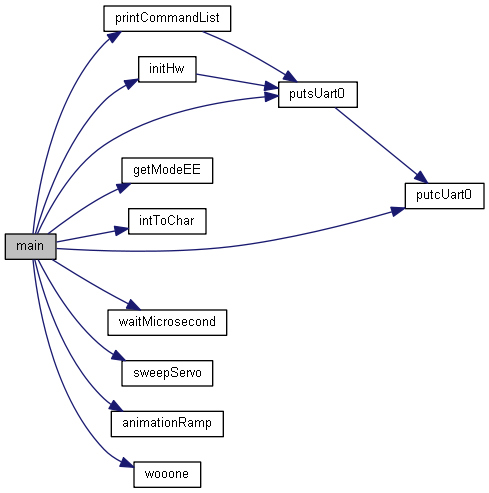 printCommandList
initHw
putsUart0
getModeEE
putcUart0
intToChar
main
waitMicrosecond
sweepServo
animationRamp
wooone